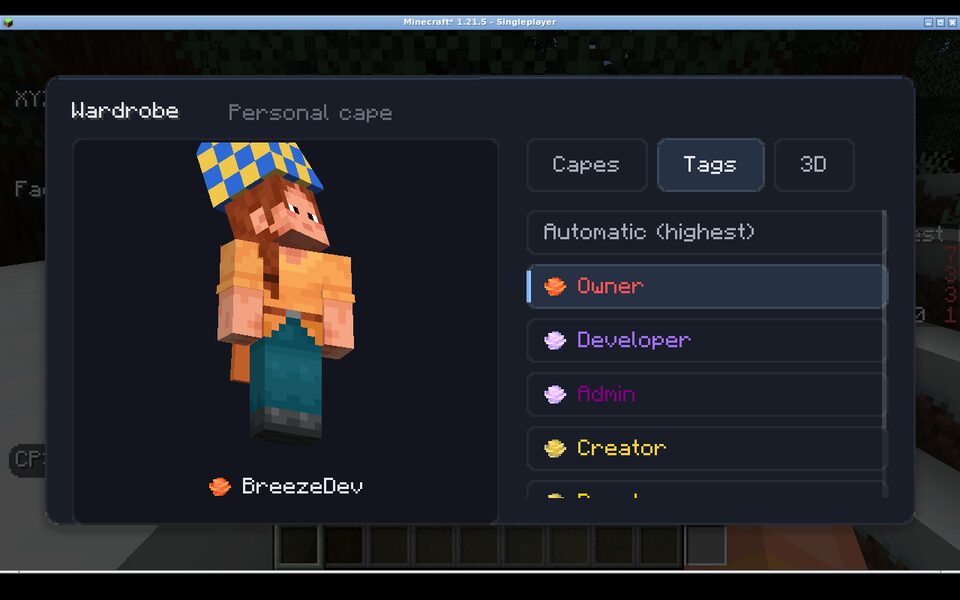 Minecraft* 1.21.5 - Singleplayer
Wardrobe
Personal cape
Capes
Tags
3D
Automatic (highest)
Owner
Developer
Admin
Creator
BreezeDev